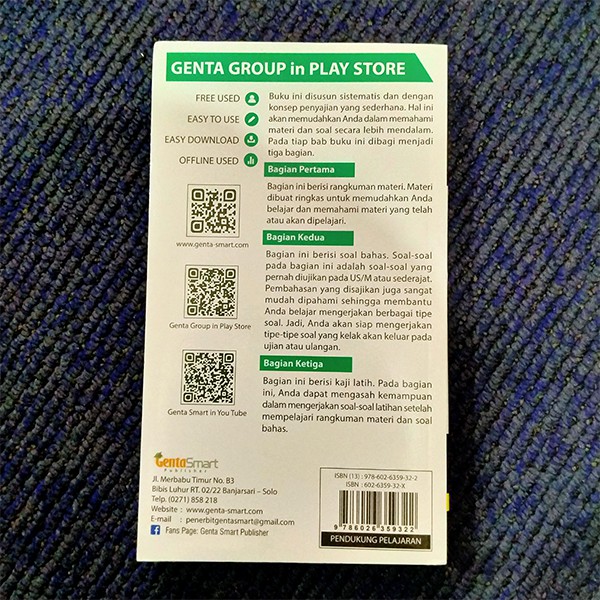 GENTA GROUP in PLAY STORE
FREE USED
EASY TO USE
EASY DOWNLOAD
OFFLINE USED
www.genta-smart.com
Genta Group in Play Store
Genta Smart in You Tube
Buku ini disusun sistematis dan dengan
konsep penyajian yang sederhana. Hal ini
akan memudahkan Anda dalam memahami
materi dan soal secara lebih mendalam.
Pada tiap bab buku ini dibagi menjadi
tiga bagian.
Bagian Pertama
Bagian ini berisi rangkuman materi. Materi
dibuat ringkas untuk memudahkan Anda
belajar dan memahami materi yang telah
atau akan dipelajari.
Bagian Kedua
Bagian ini berisi soal bahas. Soal-soal
pada bagian ini adalah soal-soal yang
pernah diujikan pada US/M atau sederajat.
Pembahasan yang disajikan juga sangat
mudah dipahami sehingga membantu
Anda belajar mengerjakan berbagai tipe
soal. Jadi, Anda akan siap mengerjakan
tipe-tipe soal yang kelak akan keluar pada
ujian atau ulangan.
Bagian Ketiga
Bagian ini berisi kaji latih. Pada bagian
ini, Anda dapat mengasah kemampuan
dalam mengerjakan soal-soal latihan setelah
mempelajari rangkuman materi dan soal
bahas.
GentaSmart
Publisher
Jl. Merbabu Timur No. B3
Bibis Luhur RT. 02/22 Banjarsari – Solo
Telp. (0271) 858 218
Website : www.genta-smart.com
E-mail : penerbitgentasmart@gmail.com
Fans Page: Genta Smart Publisher
ISBN (13) : 978-602-6359-32-2
ISBN : 602-6359-32-X
9 786026 359322
PENDUKUNG PELAJARAN